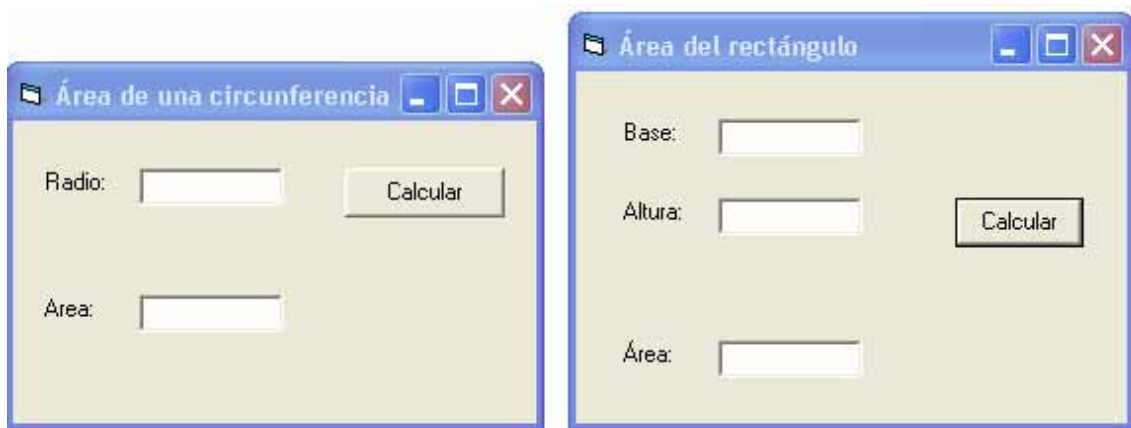 Área de una circunferencia
Radio:
Calcular
Area:
Área del rectángulo
Base:
Altura:
Calcular
Área: